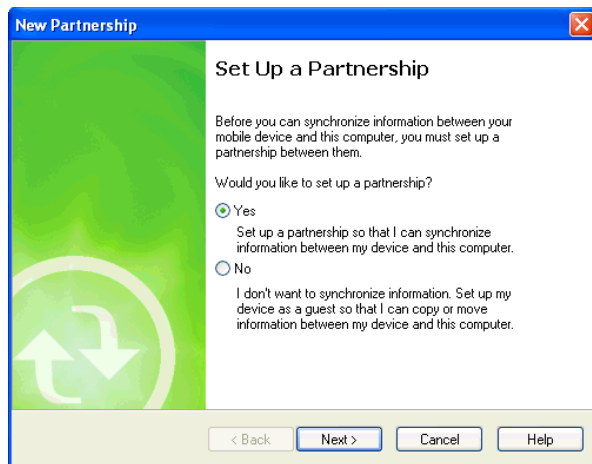 New Partnership
Set Up a Partnership
Before you can synchronize information between your
mobile device and this computer, you must set up a
partnership between them.
Would you like to set up a partnership?
Yes
Set up a partnership so that I can synchronize
information between my device and this computer.
No
I don't want to synchronize information. Set up my
device as a guest so that I can copy or move
information between my device and this computer.
< Back Next > Cancel Help